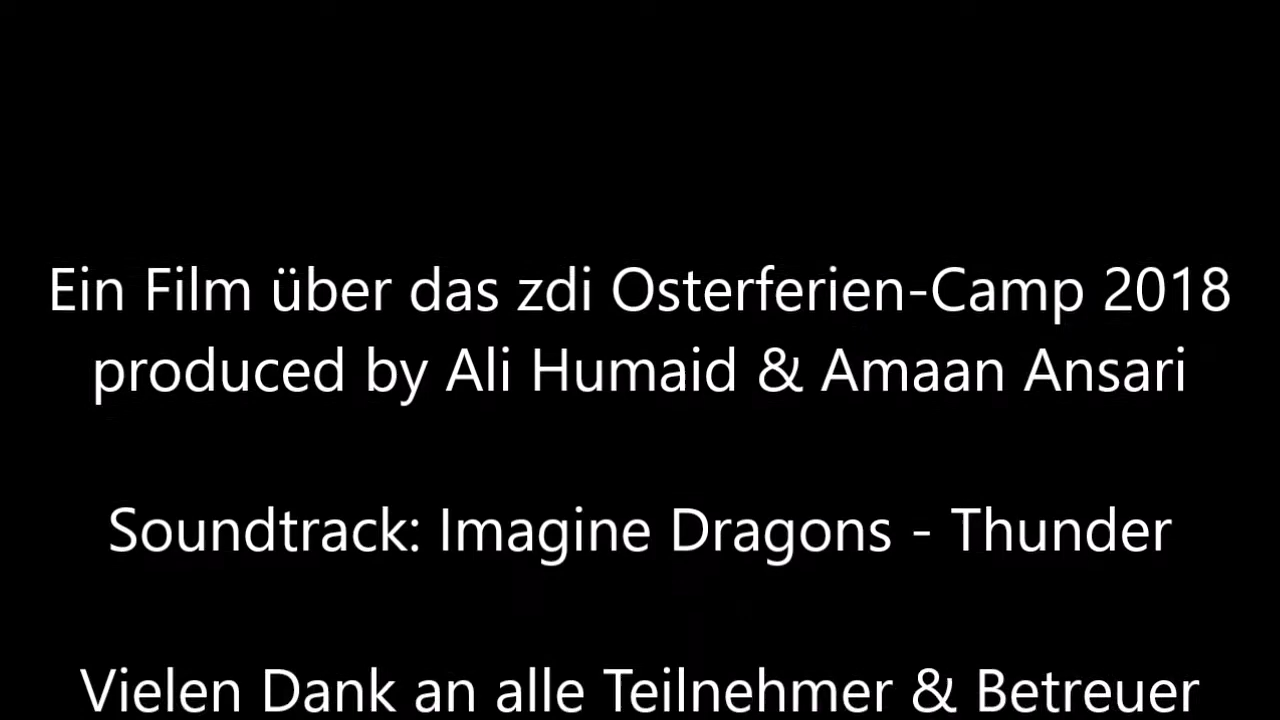 Ein Film über das zdi Osterferien-Camp 2018
produced by Ali Humaid & Amaan Ansari
Soundtrack: Imagine Dragons - Thunder
Vielen Dank an alle Teilnehmer & Betreuer